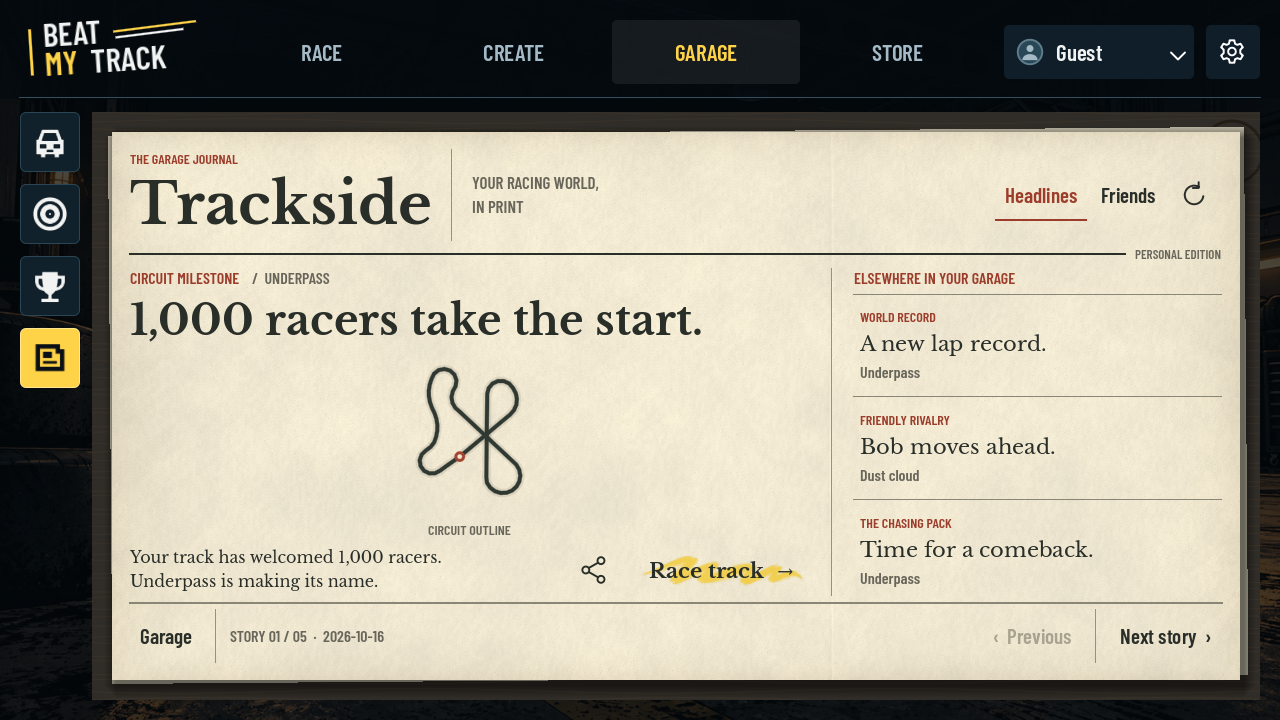 BEAT
MY TRACK
RACE
CREATE
GARAGE
STORE
Guest
THE GARAGE JOURNAL
Trackside
YOUR RACING WORLD,
IN PRINT
Headlines
Friends
PERSONAL EDITION
CIRCUIT MILESTONE / UNDERPASS
1,000 racers take the start.
CIRCUIT OUTLINE
Your track has welcomed 1,000 racers.
Underpass is making its name.
Race track →
ELSEWHERE IN YOUR GARAGE
WORLD RECORD
A new lap record.
Underpass
FRIENDLY RIVALRY
Bob moves ahead.
Dust cloud
THE CHASING PACK
Time for a comeback.
Underpass
Garage
STORY 01 / 05 · 2026-10-16
‹ Previous
Next story ›